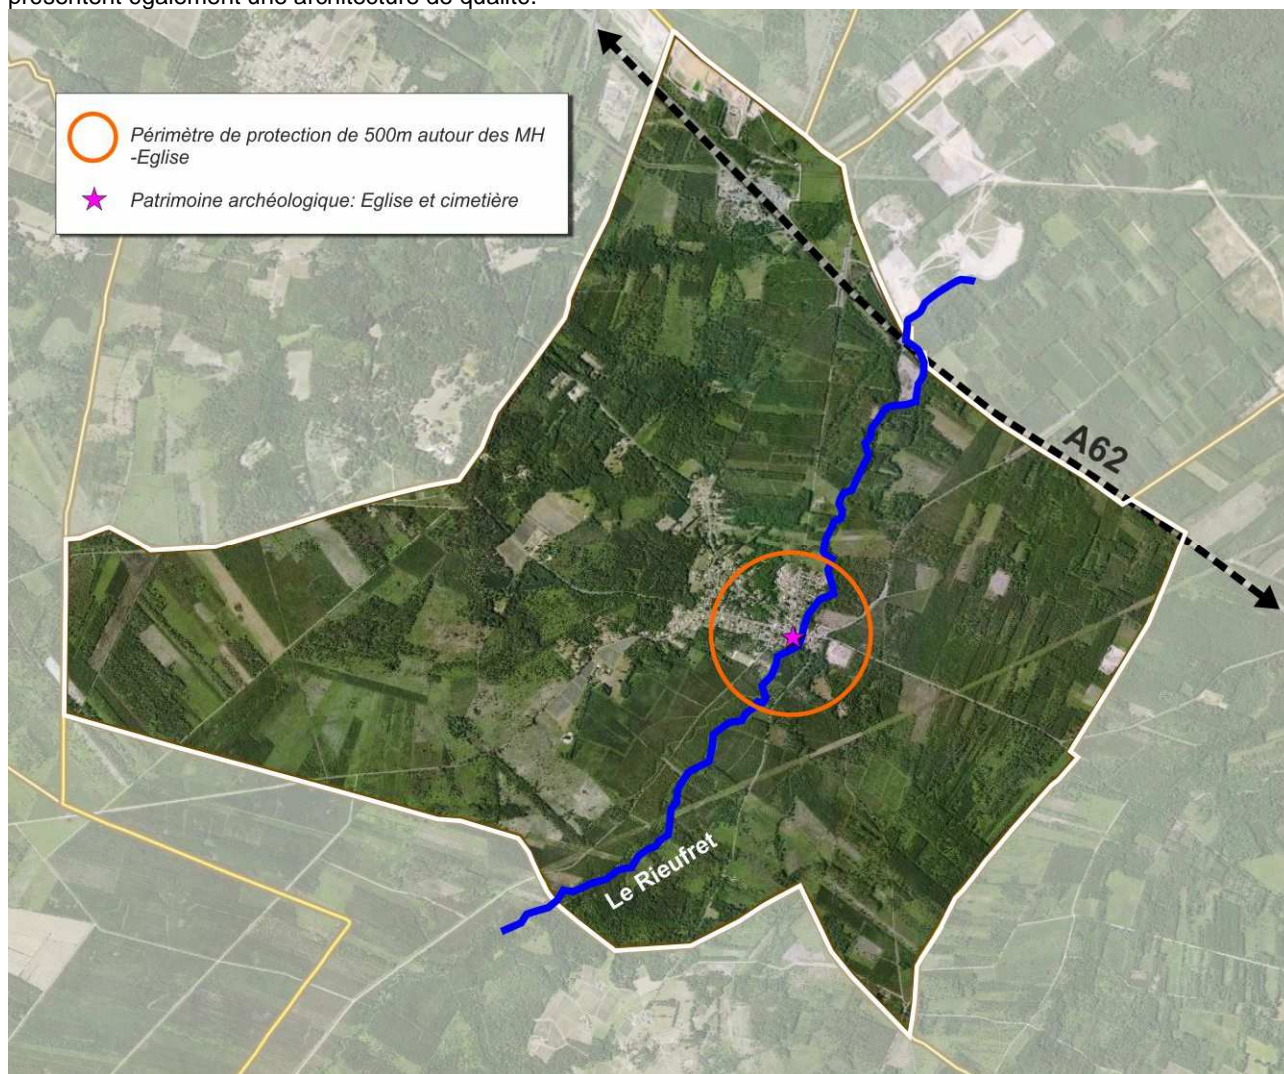 présentent également une architecture de qualité.
Périmètre de protection de 500m autour des MH
-Eglise
Patrimoine archéologique: Eglise et cimetière
A62
Le Rieufret